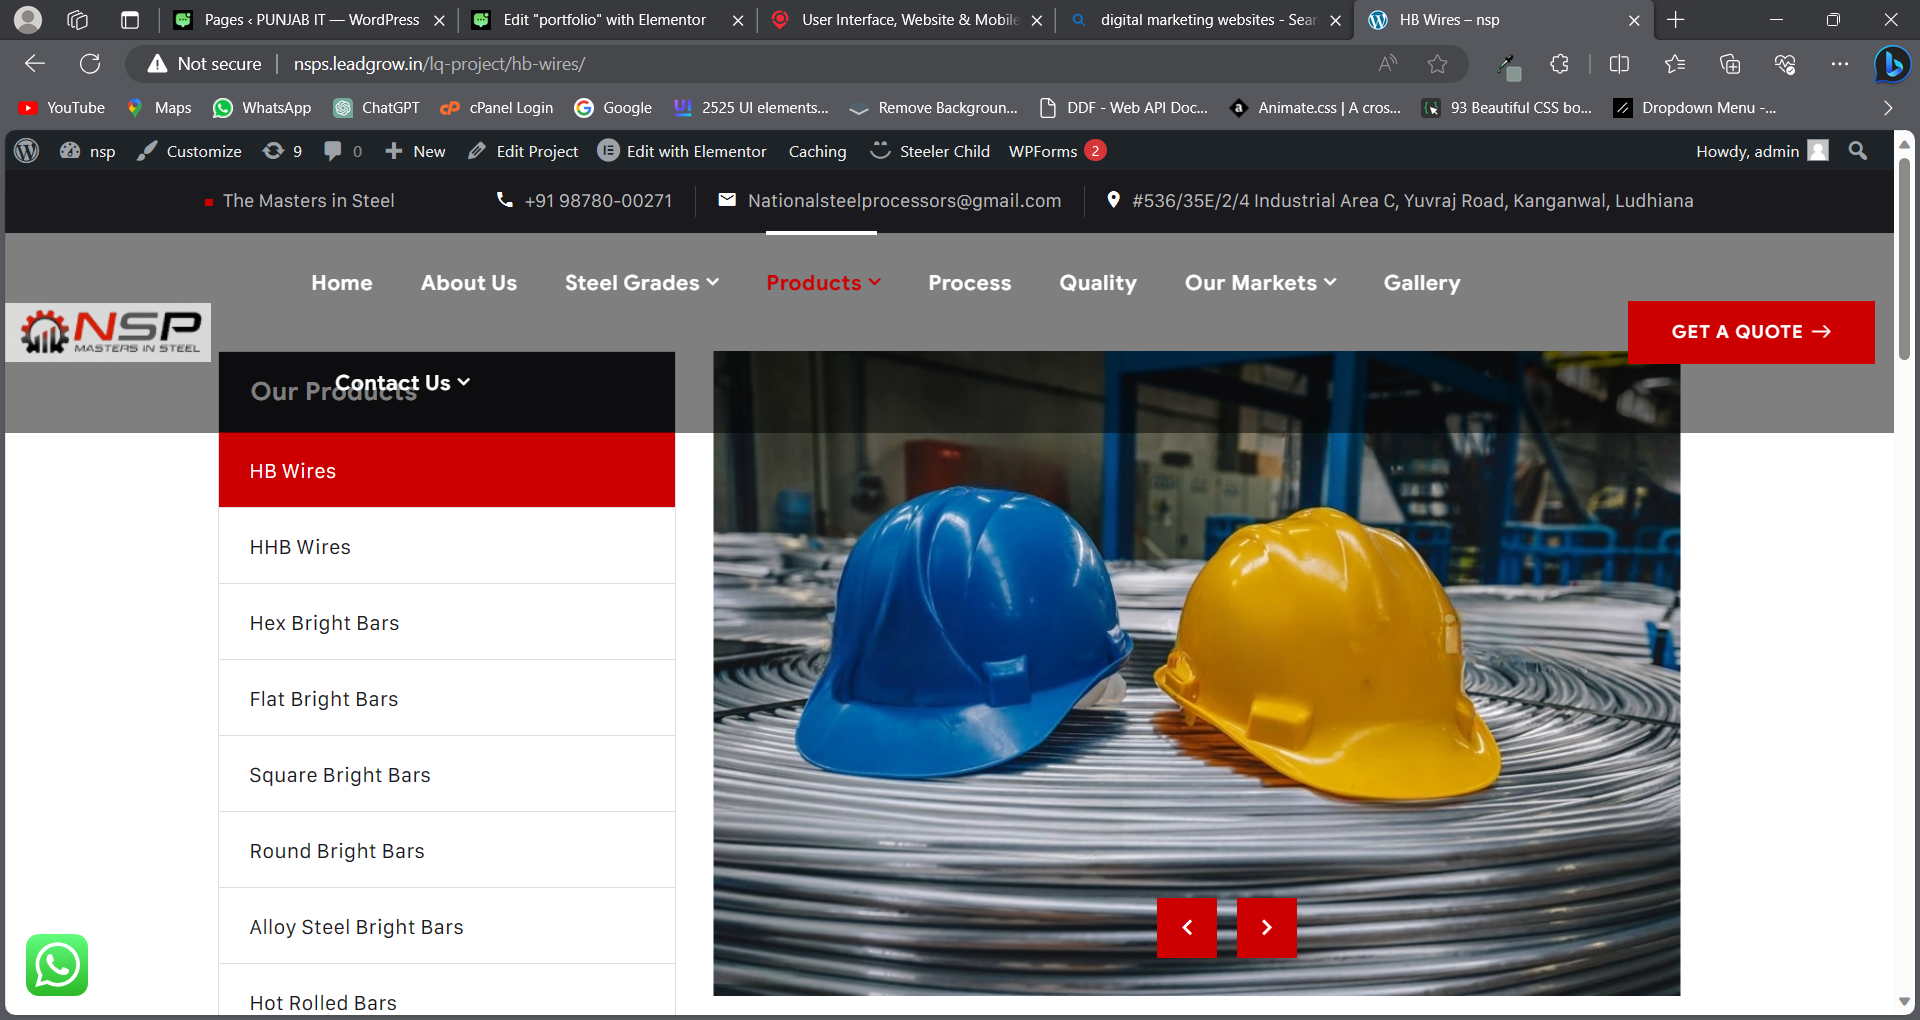 Pages ‹ PUNJAB IT — WordPress
Edit "portfolio" with Elementor
User Interface, Website & Mobile
digital marketing websites - Sear
HB Wires – nsp
Not secure
nsps.leadgrow.in/lq-project/hb-wires/
YouTube
Maps
WhatsApp
ChatGPT
cPanel Login
Google
2525 UI elements...
Remove Backgroun...
DDF - Web API Doc...
Animate.css | A cros...
93 Beautiful CSS bo...
Dropdown Menu -...
nsp
Customize
9
0
New
Edit Project
Edit with Elementor
Caching
Steeler Child
WPForms 2
Howdy, admin
The Masters in Steel
+91 98780-00271
Nationalsteelprocessors@gmail.com
#536/35E/2/4 Industrial Area C, Yuvraj Road, Kanganwal, Ludhiana
Home
About Us
Steel Grades
Products
Process
Quality
Our Markets
Gallery
NSP
MASTERS IN STEEL
GET A QUOTE
Contact Us
Our Products
HB Wires
HHB Wires
Hex Bright Bars
Flat Bright Bars
Square Bright Bars
Round Bright Bars
Alloy Steel Bright Bars
Hot Rolled Bars